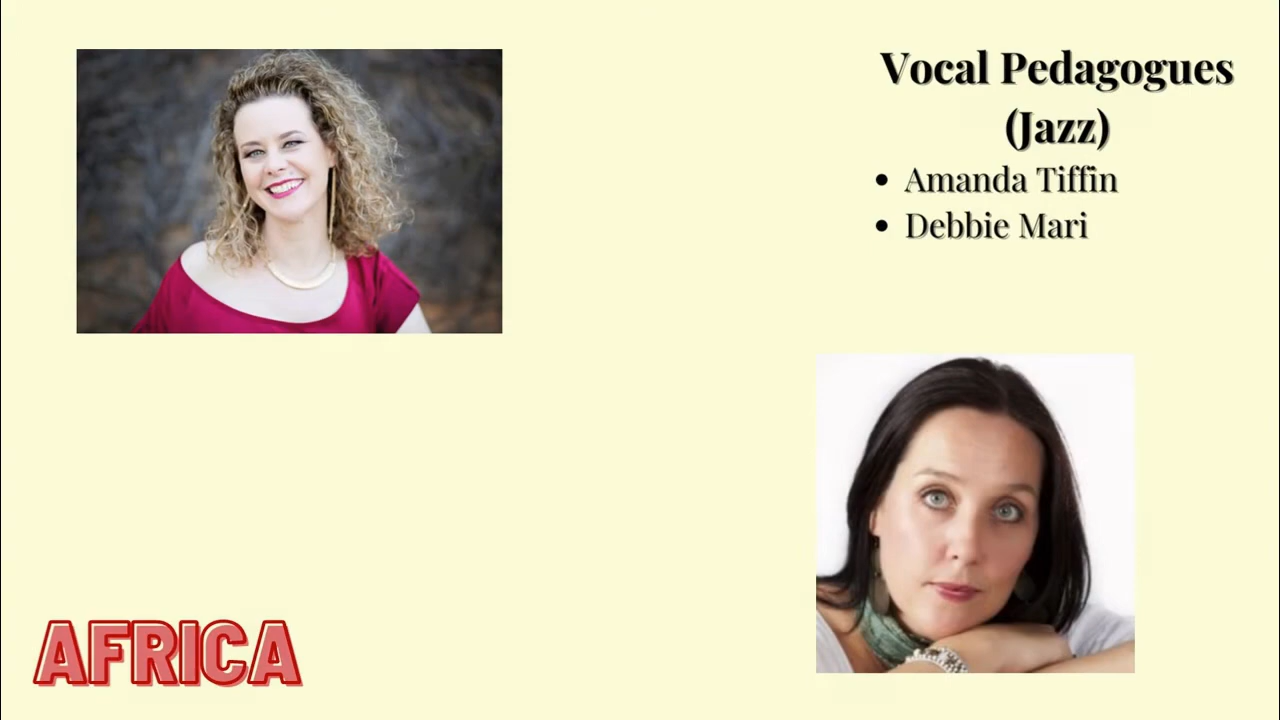 Vocal Pedagogues
(Jazz)
• Amanda Tiffin
• Debbie Mari
AFRICA